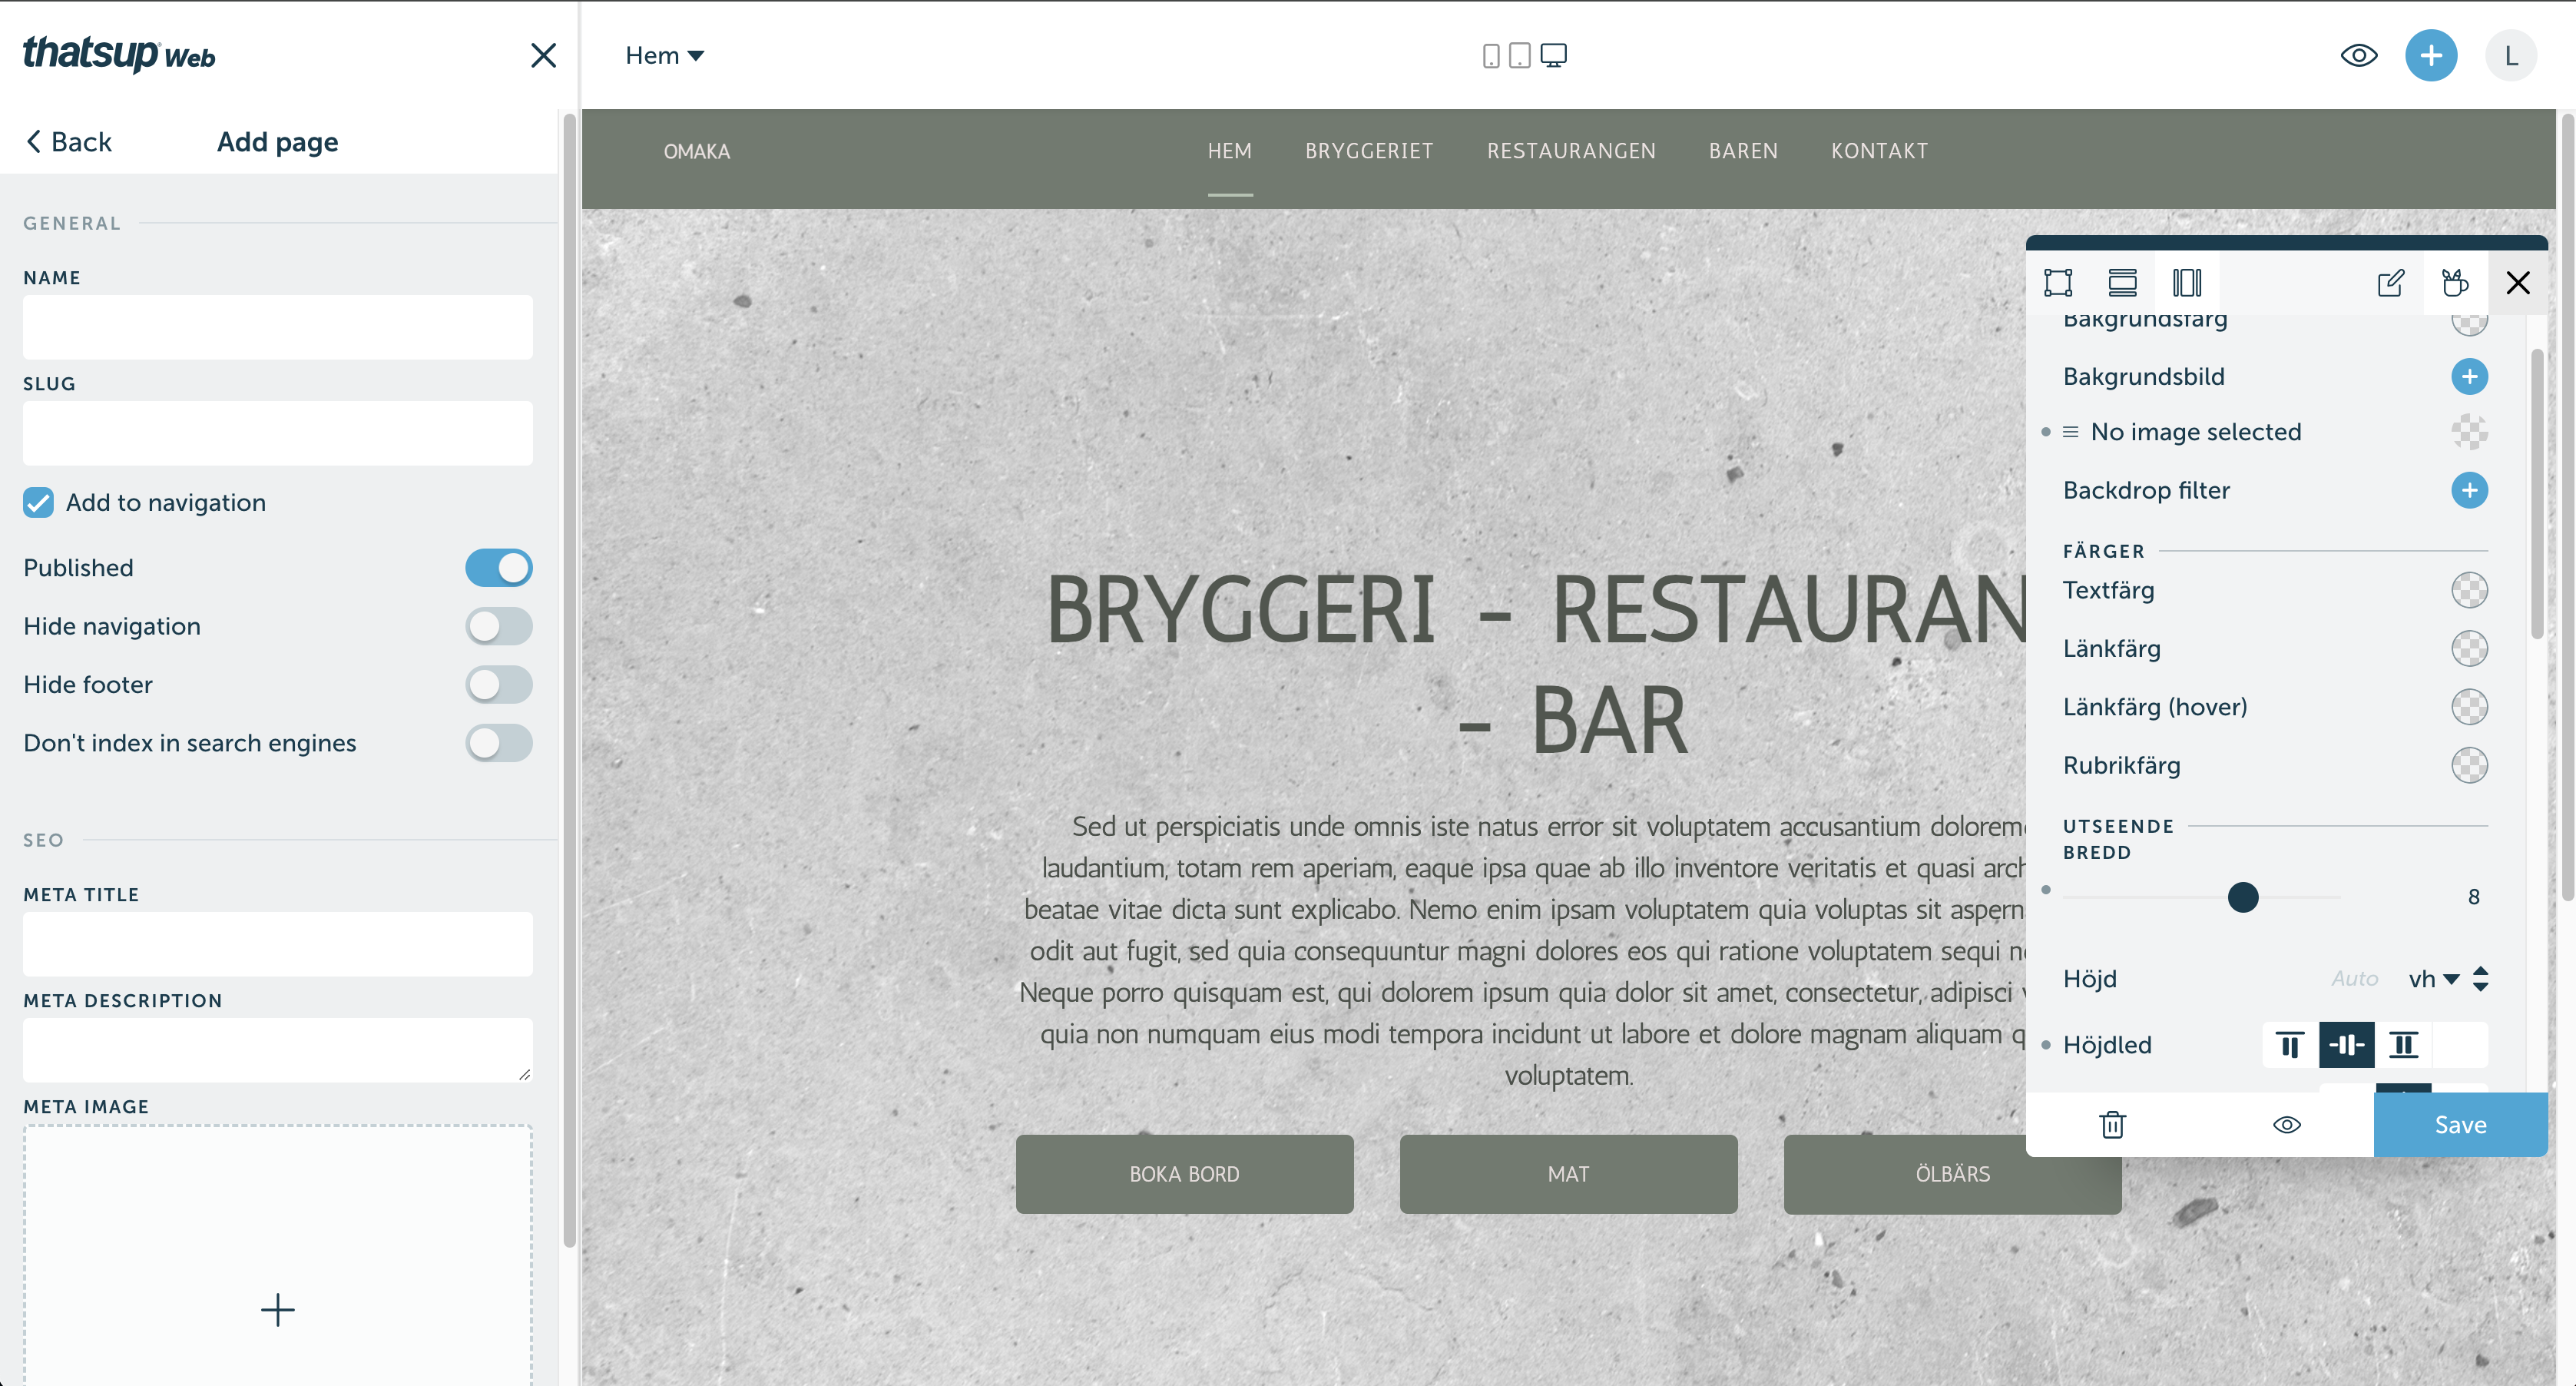 thatsup Web
Back
Add page
GENERAL
NAME
SLUG
Add to navigation
Published
Hide navigation
Hide footer
Don't index in search engines
SEO
META TITLE
META DESCRIPTION
META IMAGE
Hem
L
OMAKA
HEM
BRYGGERIET
RESTAURANGEN
BAREN
KONTAKT
BRYGGERI - RESTAURAN
- BAR
Sed ut perspiciatis unde omnis iste natus error sit voluptatem accusantium dolorem
laudantium, totam rem aperiam, eaque ipsa quae ab illo inventore veritatis et quasi arch
beatae vitae dicta sunt explicabo. Nemo enim ipsam voluptatem quia voluptas sit aspern
odit aut fugit, sed quia consequuntur magni dolores eos qui ratione voluptatem sequi n
Neque porro quisquam est, qui dolorem ipsum quia dolor sit amet, consectetur, adipisci
quia non numquam eius modi tempora incidunt ut labore et dolore magnam aliquam q
voluptatem.
BOKA BORD
MAT
ÖLBÄRS
Bakgrundsfärg
Bakgrundsbild
No image selected
Backdrop filter
FÄRGER
Textfärg
Länkfärg
Länkfärg (hover)
Rubrikfärg
UTSEENDE
BREDD
8
Höjd
Auto
vh
Höjdled
Save